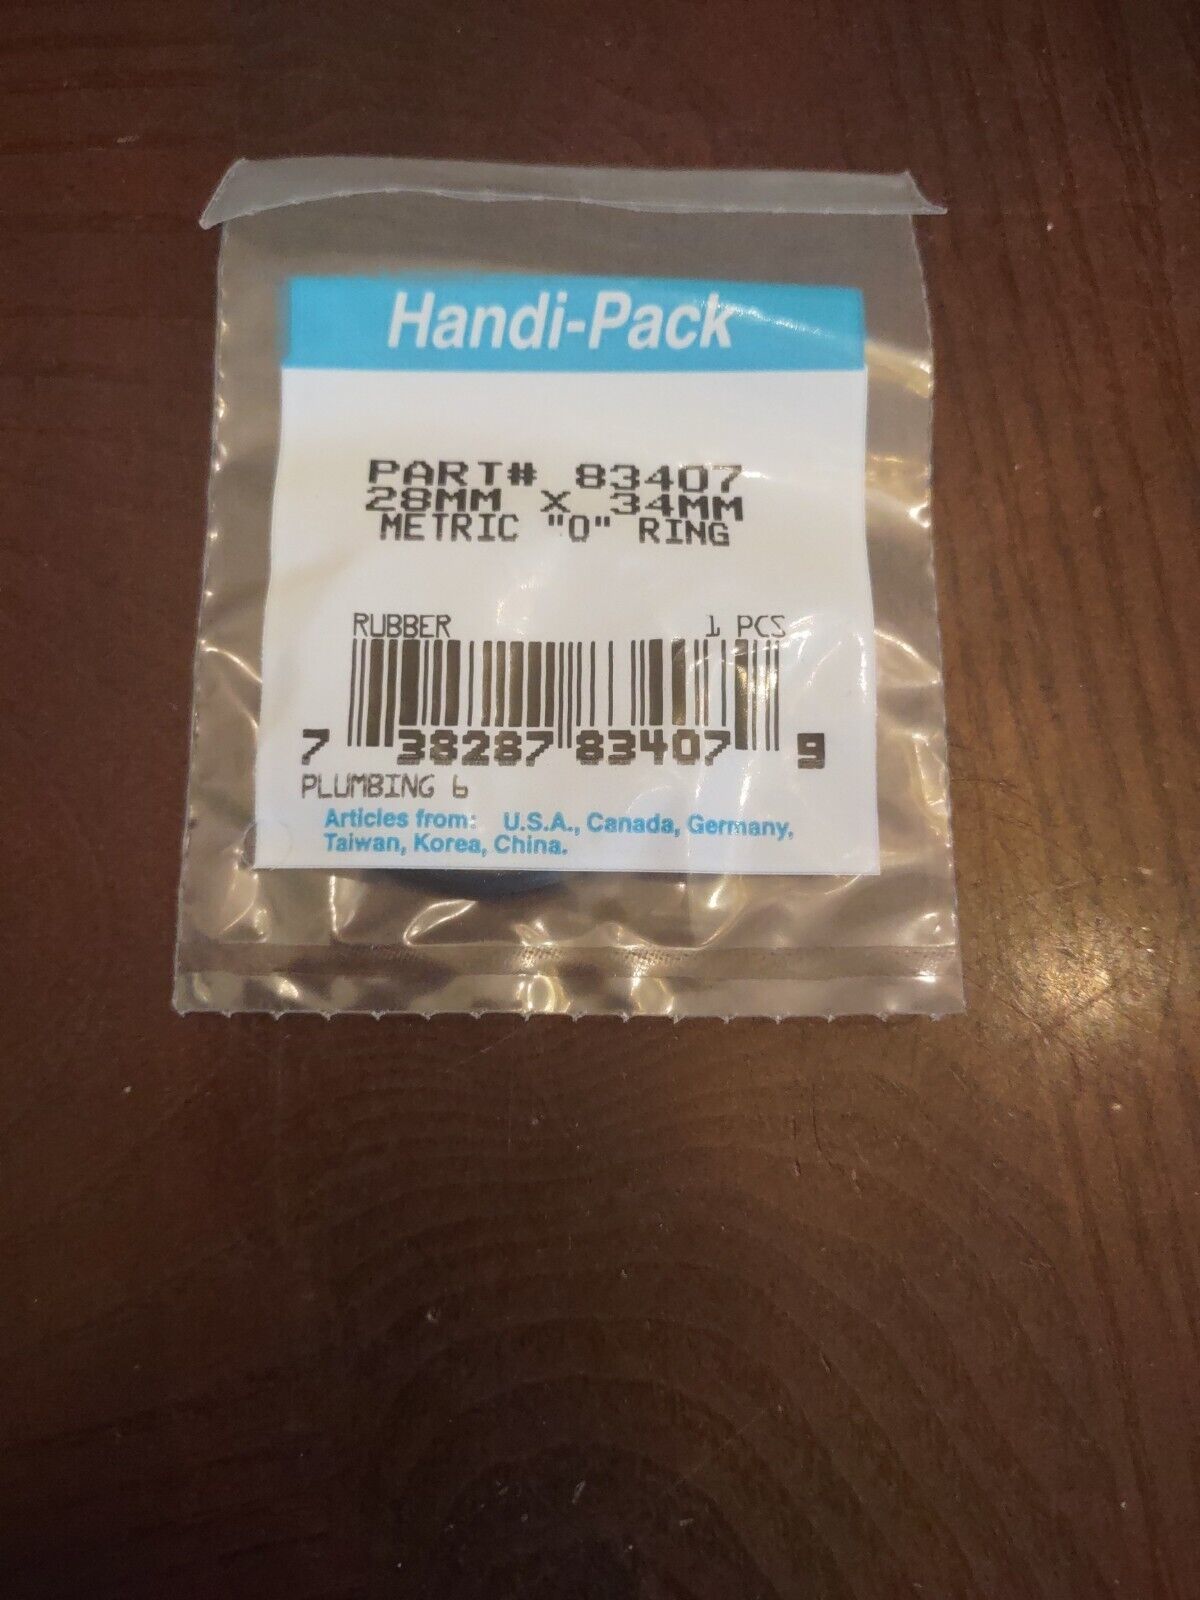 Handi-Pack
PART# 83407
28MM x 34MM
METRIC "O" RING
RUBBER 1 PCS
7 38287 83407 9
PLUMBING 6
Articles from: U.S.A., Canada, Germany,
Taiwan, Korea, China.